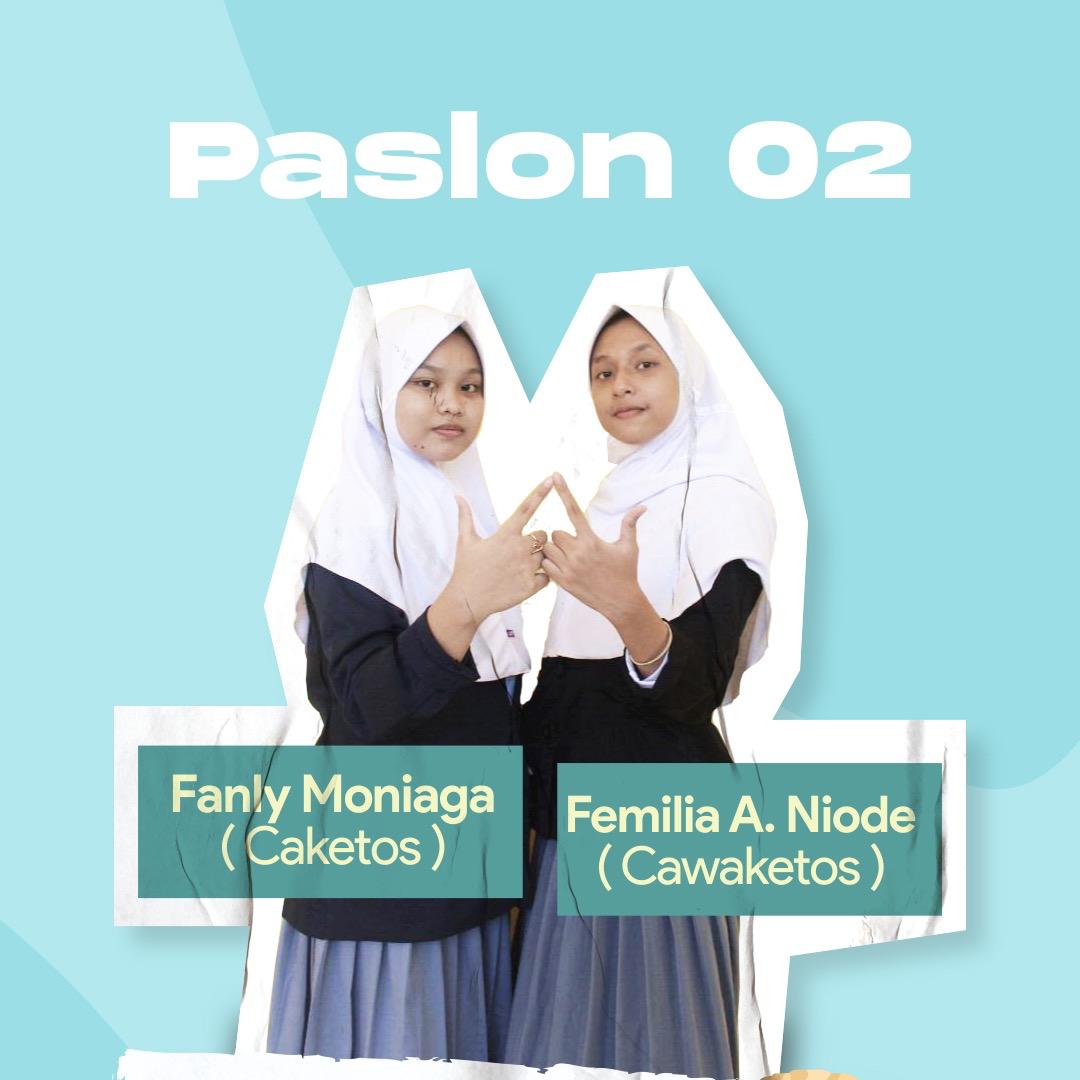 Paslon 02
Fanly Moniaga
( Caketos )
Femilia A. Niode
( Cawaketos )